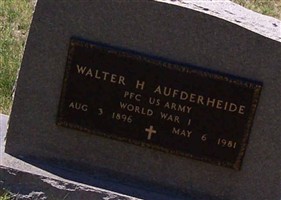 WALTER H AUFDERHEIDE
PFC US ARMY
WORLD WAR I
AUG 3 1896 MAY 6 1981